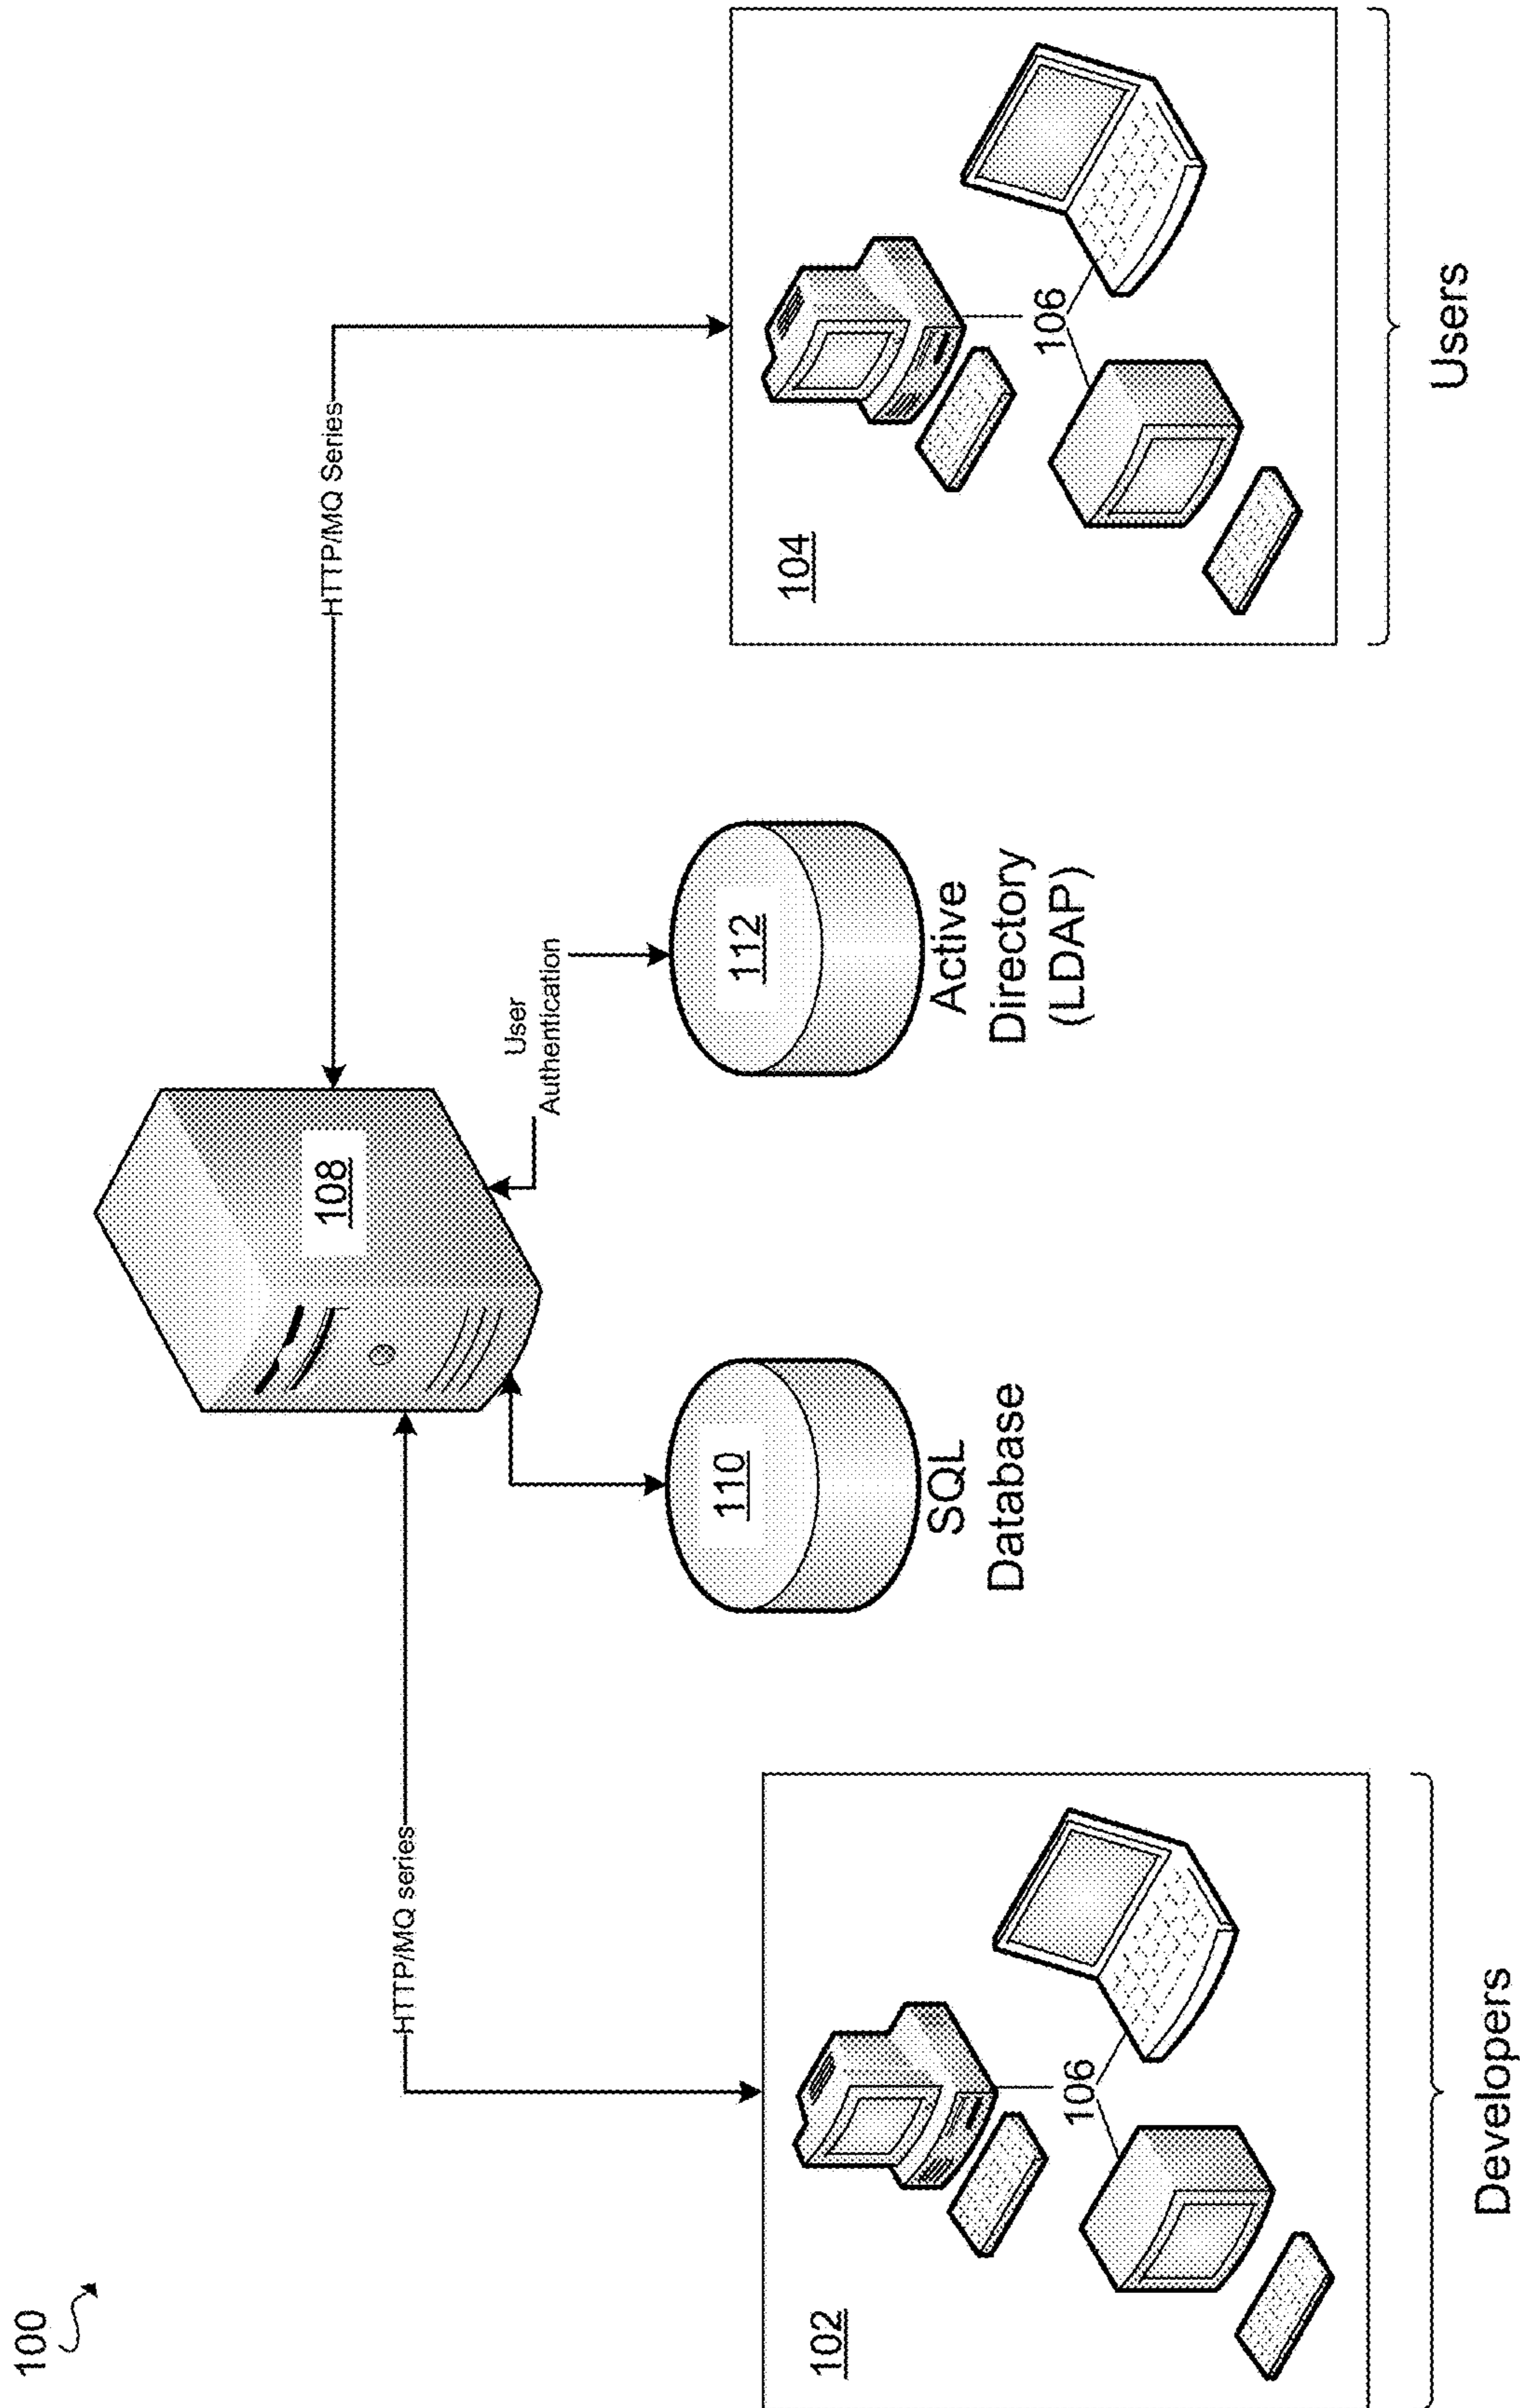 100
HTTP/MQ series
HTTP/MQ Series
108
User
Authentication
102
106
Developers
110
SQL
Database
112
Active
Directory
(LDAP)
104
106
Users